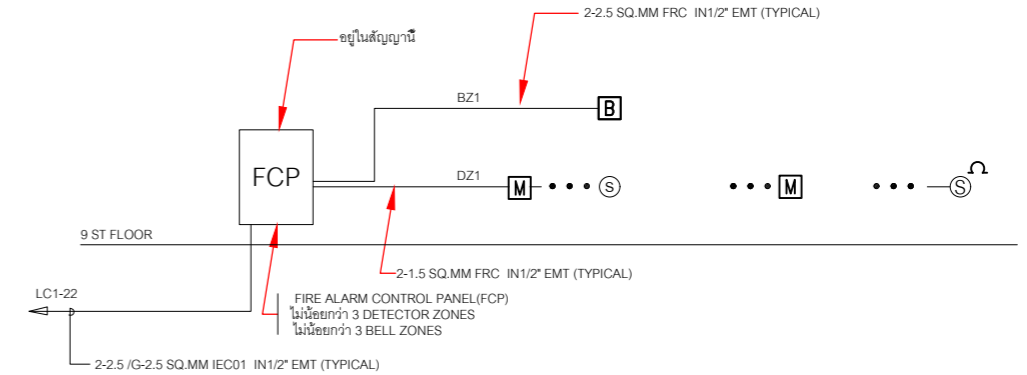 2-2.5 SQ.MM FRC IN1/2" EMT (TYPICAL)
อยู่ในสัญญานี้
BZ1
B
FCP
DZ1
M
S
M
S
Ω
9 ST FLOOR
2-1.5 SQ.MM FRC IN1/2" EMT (TYPICAL)
LC1-22
FIRE ALARM CONTROL PANEL(FCP)
ไม่น้อยกว่า 3 DETECTOR ZONES
ไม่น้อยกว่า 3 BELL ZONES
2-2.5 /G-2.5 SQ.MM IEC01 IN1/2" EMT (TYPICAL)